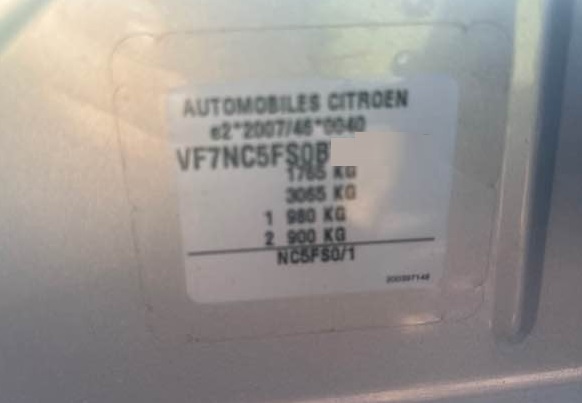 AUTOMOBILES CITROEN
e2*2007/46*0040
VF7NC5FS0B
1765 KG
3065 KG
1 980 KG
2 900 KG
NC5FS0/1